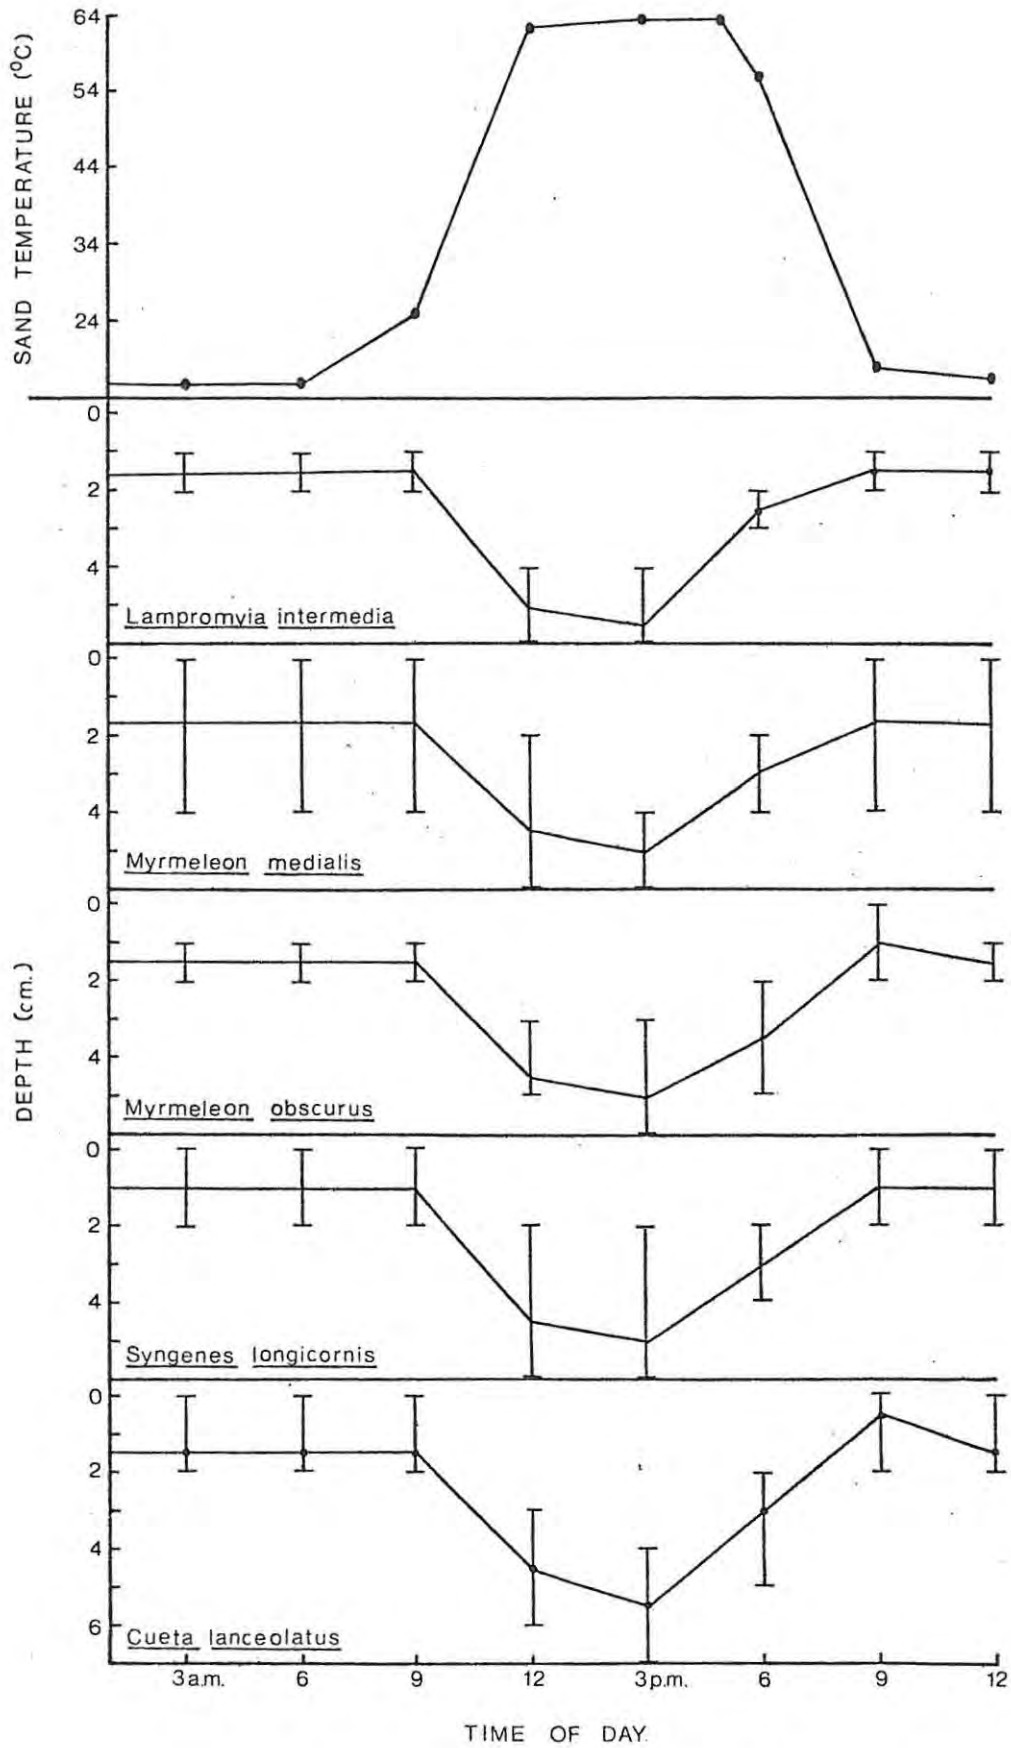 SAND TEMPERATURE (°C)
64
54
44
34
24
0
2
4
Lampromyia intermedia
0
2
4
Myrmeleon medialis
DEPTH (cm.)
0
2
4
Myrmeleon obscurus
0
2
4
Syngenes longicornis
0
2
4
6
Cueta lanceolatus
3 a.m. 6 9 12 3 p.m. 6 9 12
TIME OF DAY.